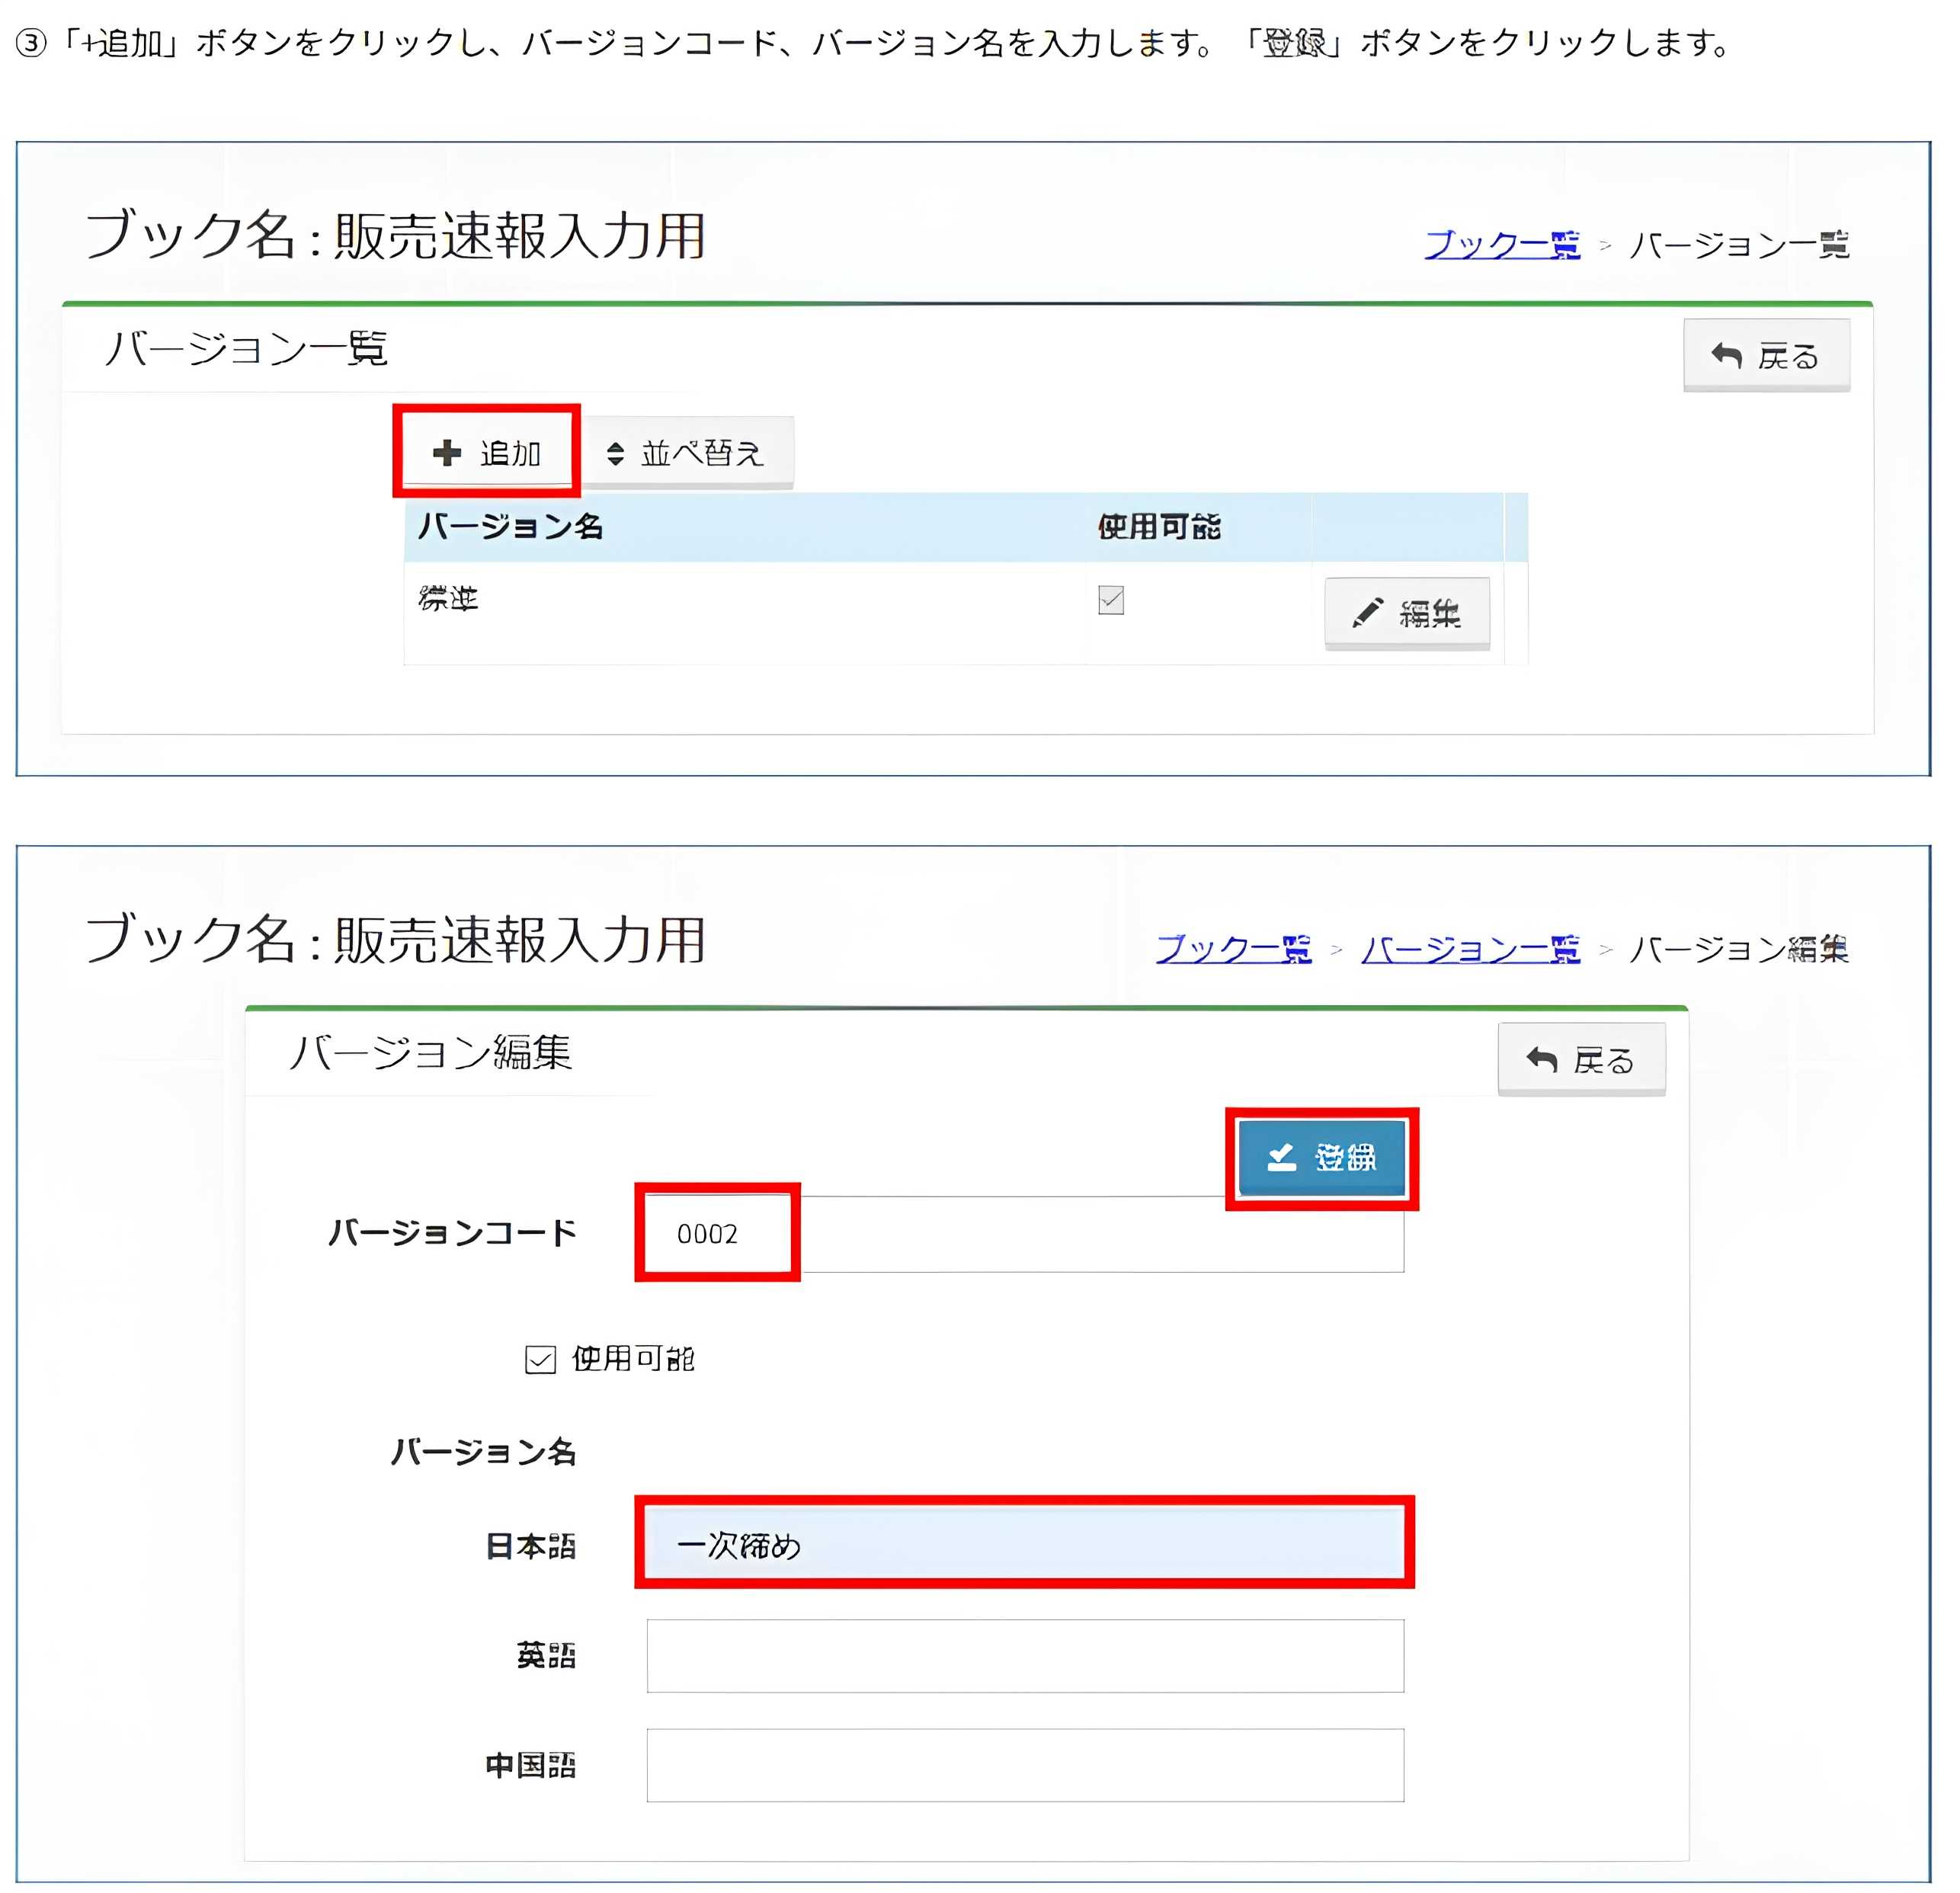 ③「+追加」ボタンをクリックし、バージョンコード、バージョン名を入力します。「登録」ボタンをクリックします。
ブック名:販売速報入力用
ブック一覧 > バージョン一覧
バージョン一覧
戻る
追加
並べ替え
バージョン名 使用可能
標準
編集
ブック名:販売速報入力用
ブック一覧 > バージョン一覧 > バージョン編集
バージョン編集
戻る
登録
バージョンコード 0002
使用可能
バージョン名
日本語 一次締め
英語
中国語